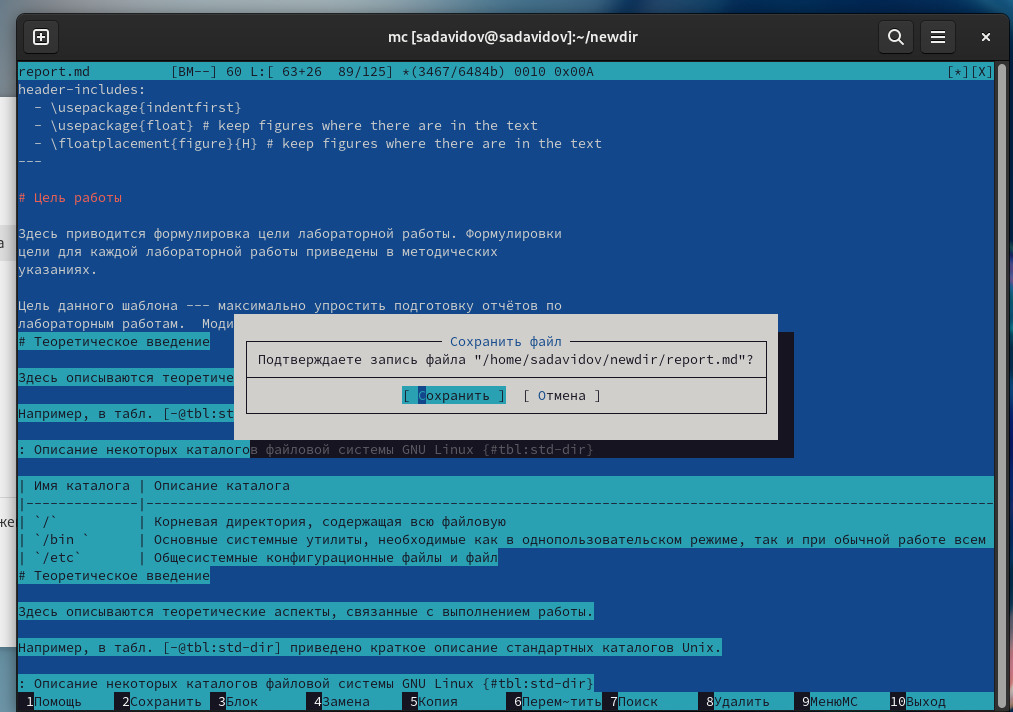 mc [sadavidov@sadavidov]:~/newdir
report.md          [BM--] 60 L:[ 63+26  89/125] *(3467/6484b) 0010 0x00A          [*][X]
header-includes:
  - \usepackage{indentfirst}
  - \usepackage{float} # keep figures where there are in the text
  - \floatplacement{figure}{H} # keep figures where there are in the text
---
# Цель работы
Здесь приводится формулировка цели лабораторной работы. Формулировки
цели для каждой лабораторной работы приведены в методических
указаниях.
Цель данного шаблона --- максимально упростить подготовку отчётов по
лабораторным работам.  Моди
# Теоретическое введение
Сохранить файл
Подтверждаете запись файла "/home/sadavidov/newdir/report.md"?
Здесь описываются теоретиче
[ Сохранить ]  [ Отмена ]
Например, в табл. [-@tbl:st
: Описание некоторых каталогов файловой системы GNU Linux {#tbl:std-dir}
| Имя каталога | Описание каталога
|--------------|----------------------------------------------------------------------------------------------------------
| `/`          | Корневая директория, содержащая всю файловую
| `/bin `      | Основные системные утилиты, необходимые как в однопользовательском режиме, так и при обычной работе всем
| `/etc`       | Общесистемные конфигурационные файлы и файл
# Теоретическое введение
Здесь описываются теоретические аспекты, связанные с выполнением работы.
Например, в табл. [-@tbl:std-dir] приведено краткое описание стандартных каталогов Unix.
: Описание некоторых каталогов файловой системы GNU Linux {#tbl:std-dir}
1Помощь  2Сохранить  3Блок  4Замена  5Копия  6Перем~тить  7Поиск  8Удалить  9МенюMC  10Выход